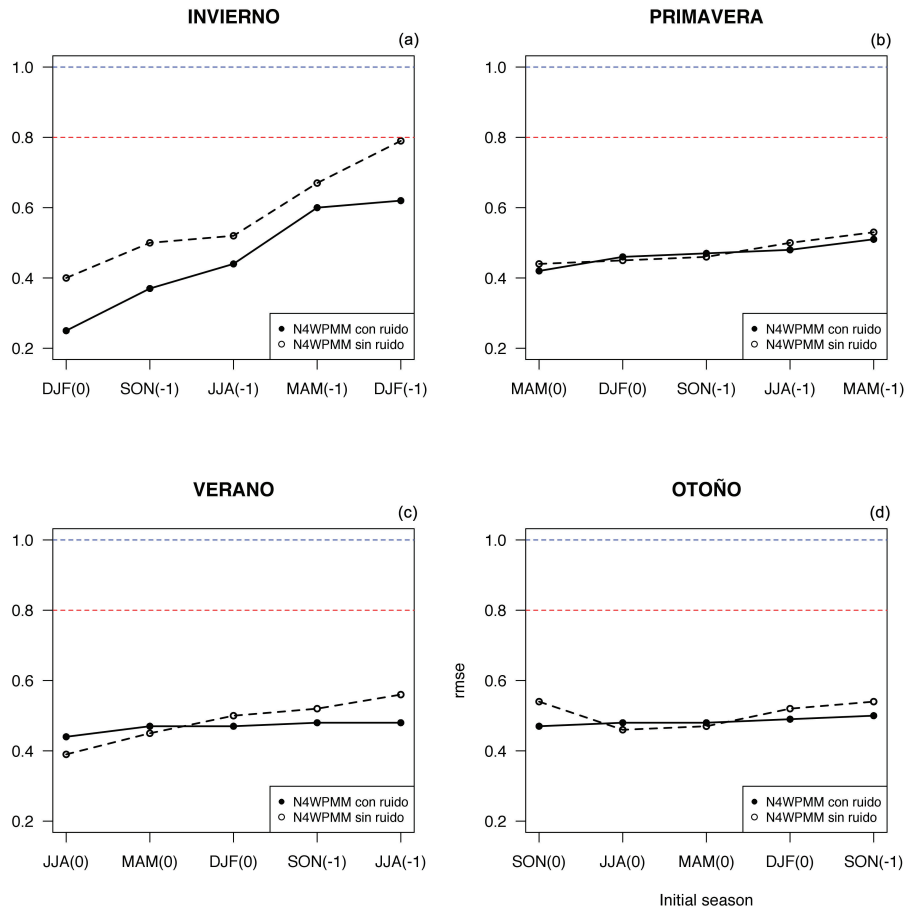 INVIERNO
(a)
1.0
0.8
0.6
0.4
0.2
N4WPMM con ruido
N4WPMM sin ruido
DJF(0) SON(-1) JJA(-1) MAM(-1) DJF(-1)
PRIMAVERA
(b)
1.0
0.8
0.6
0.4
0.2
N4WPMM con ruido
N4WPMM sin ruido
MAM(0) DJF(0) SON(-1) JJA(-1) MAM(-1)
VERANO
(c)
1.0
0.8
0.6
0.4
0.2
N4WPMM con ruido
N4WPMM sin ruido
JJA(0) MAM(0) DJF(0) SON(-1) JJA(-1)
OTOÑO
(d)
rmse
1.0
0.8
0.6
0.4
0.2
N4WPMM con ruido
N4WPMM sin ruido
SON(0) JJA(0) MAM(0) DJF(0) SON(-1)
Initial season